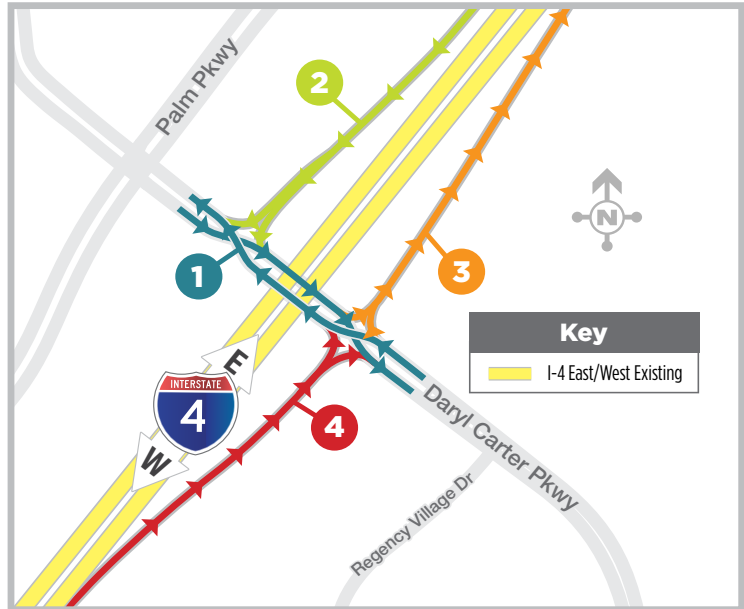 Palm Pkwy
2
N
1
3
Key
I-4 East/West Existing
E
INTERSTATE
4
W
4
Daryl Carter Pkwy
Regency Village Dr